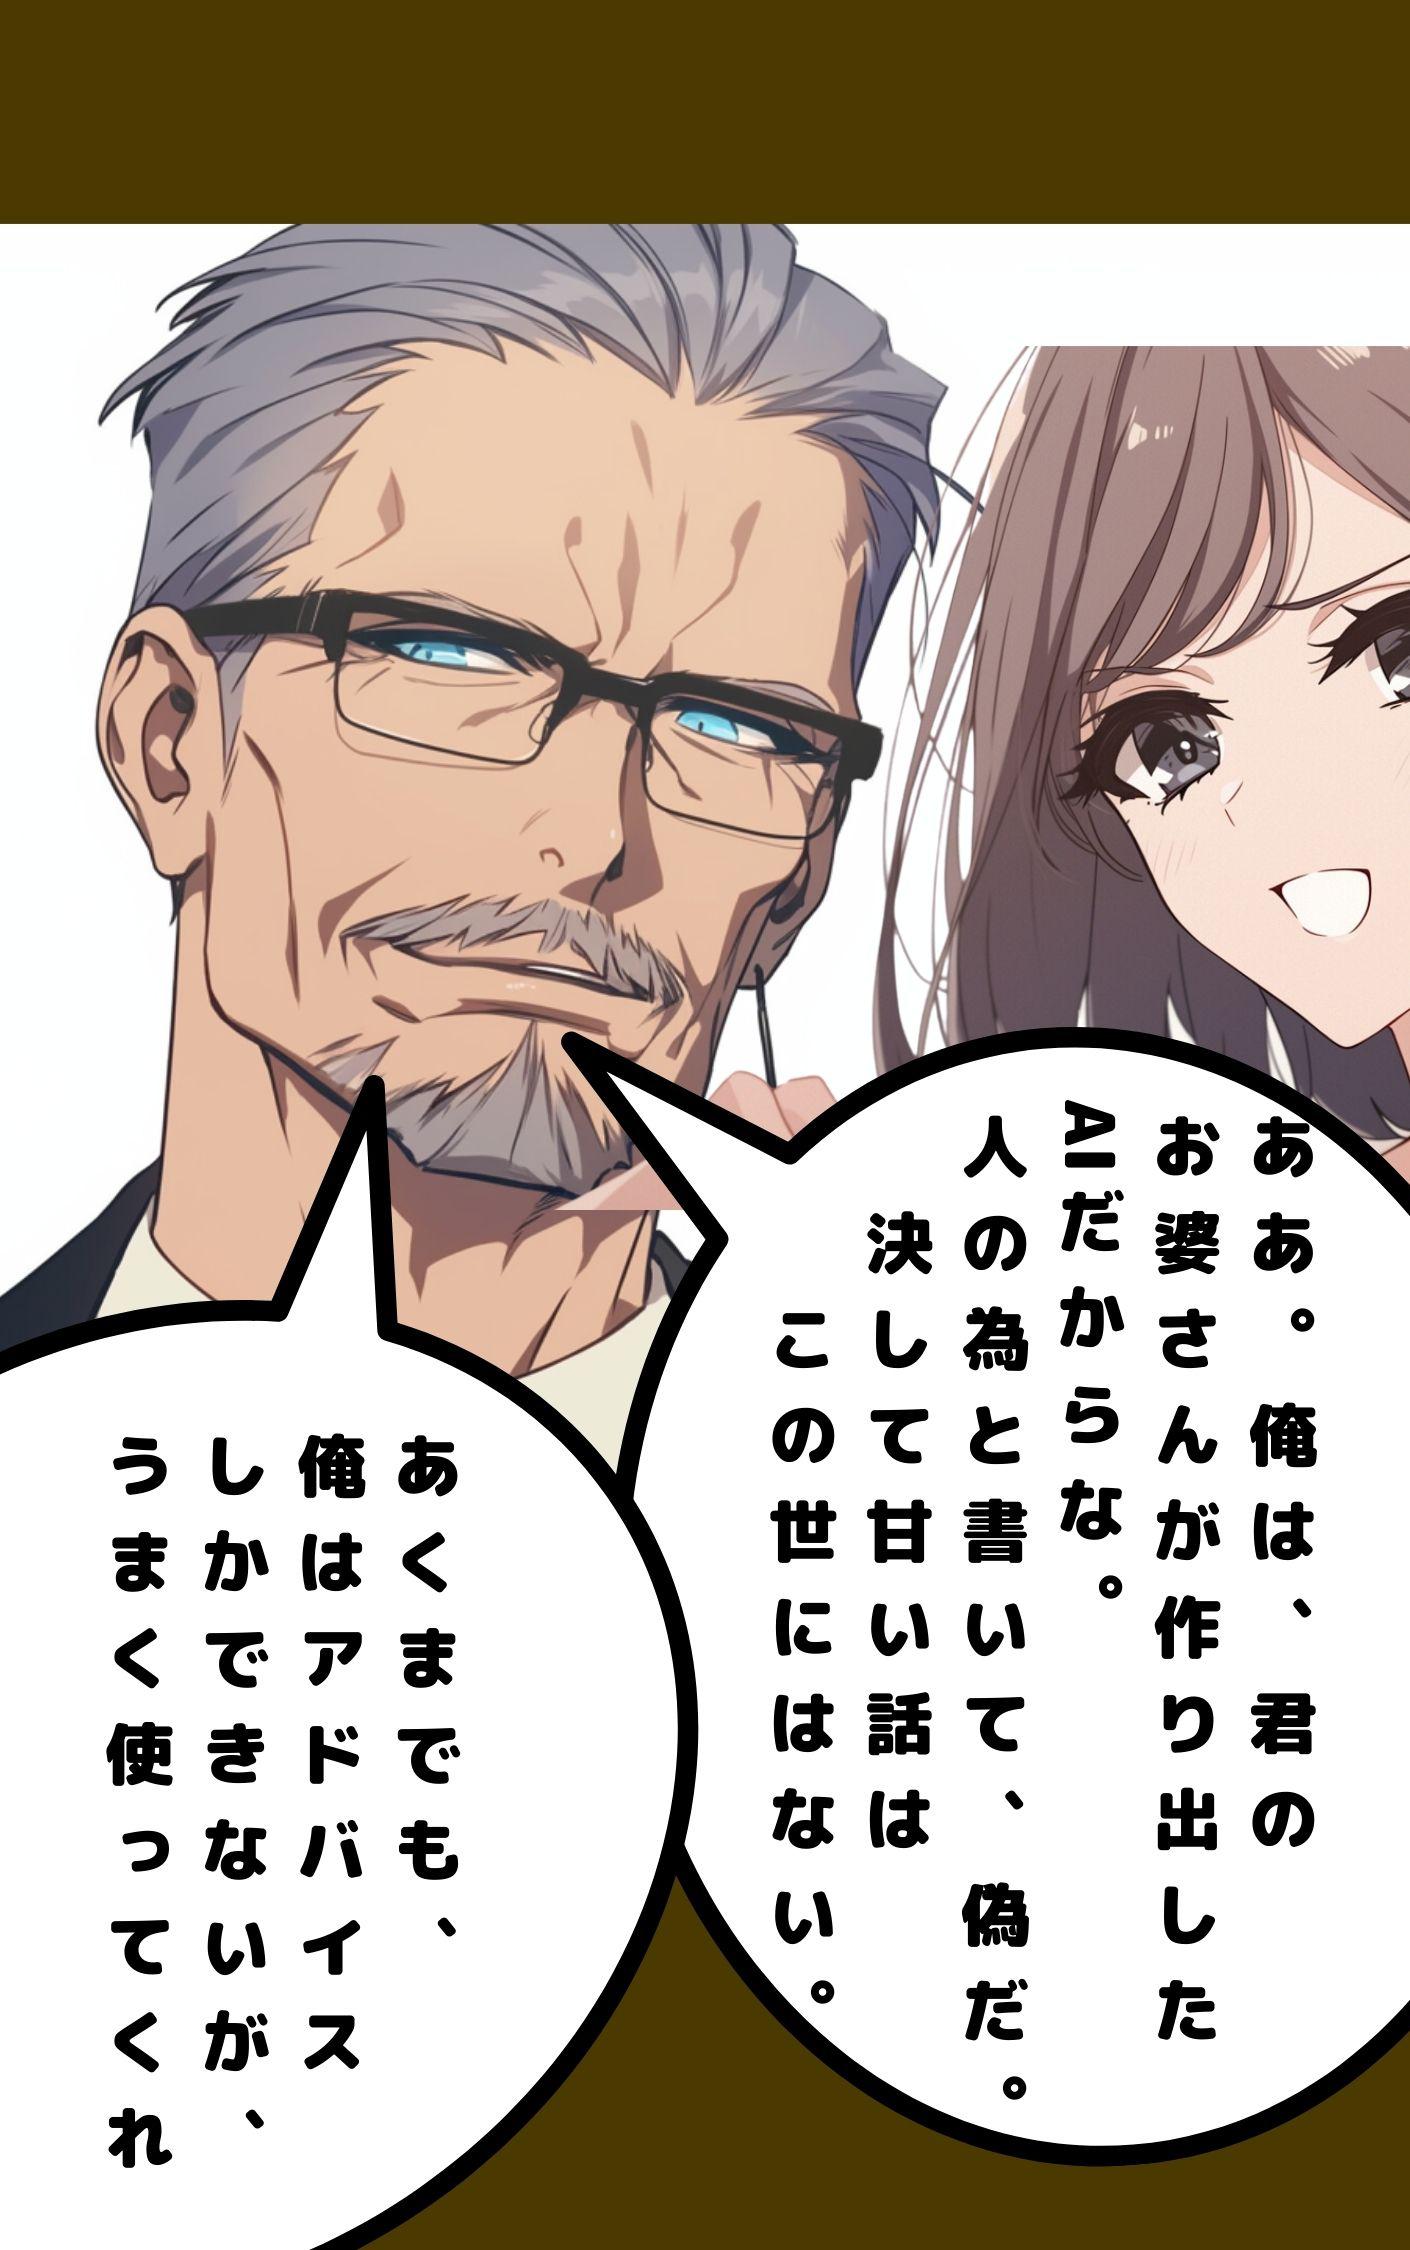 ああ。俺は、君の
お婆さんが作り出した
AIだからな。
人の為と書いて、偽だ。
決して甘い話は
この世にはない。
あくまでも、
俺はアドバイス
しかできないが、
うまく使ってくれ